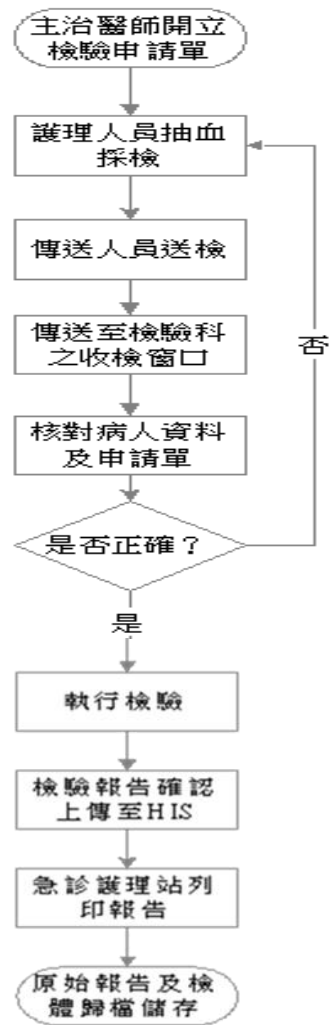 主治醫師開立
檢驗申請單
護理人員抽血
採檢
傳送人員送檢
傳送至檢驗科
之收檢窗口
否
核對病人資料
及申請單
是否正確？
是
執行檢驗
檢驗報告確認
上傳至HIS
急診護理站列
印報告
原始報告及檢
體歸檔儲存